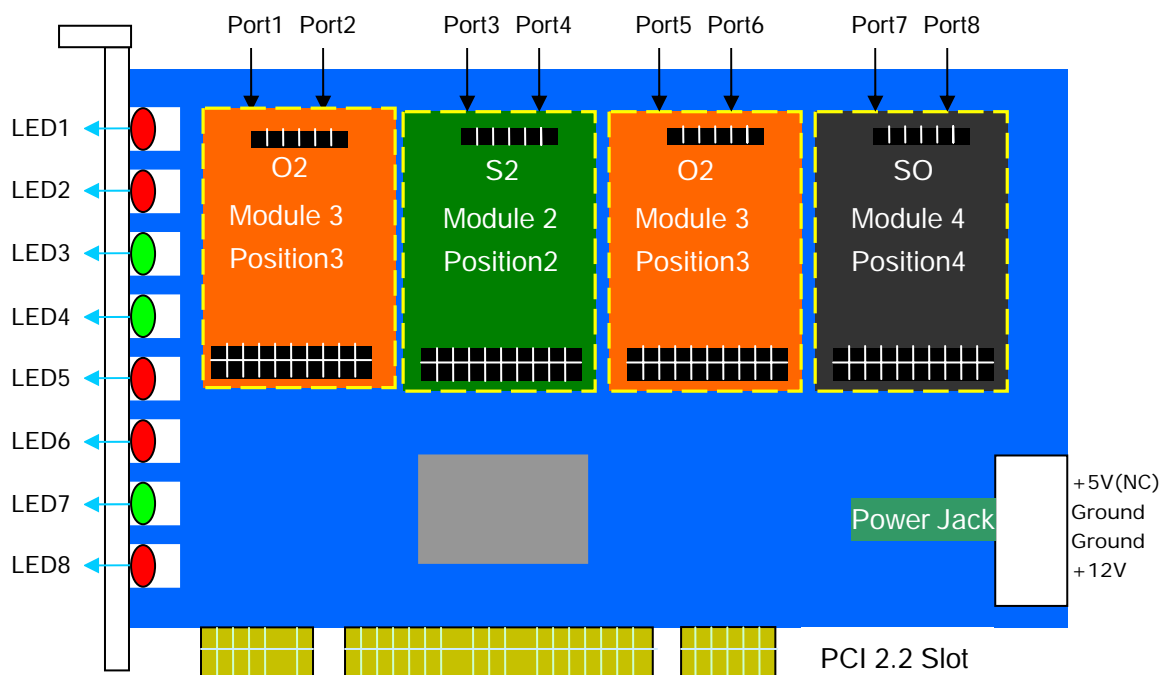 Port1 Port2 Port3 Port4 Port5 Port6 Port7 Port8
LED1
LED2
LED3
LED4
LED5
LED6
LED7
LED8
O2
Module 3
Position3
S2
Module 2
Position2
O2
Module 3
Position3
SO
Module 4
Position4
Power Jack
+5V(NC)
Ground
Ground
+12V
PCI 2.2 Slot